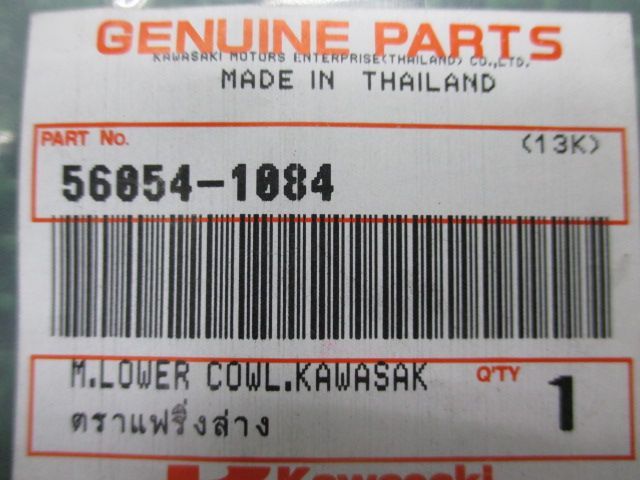 GENUINE PARTS
KAWASAKI MOTORS ENTERPRISE(THAILAND) CO.,LTD.
MADE IN THAILAND
PART No.
(13K)
56054-1084
M.LOWER COWL.KAWASAK
Q'TY
1
ตราแฟริ่งล่าง
Kawasaki